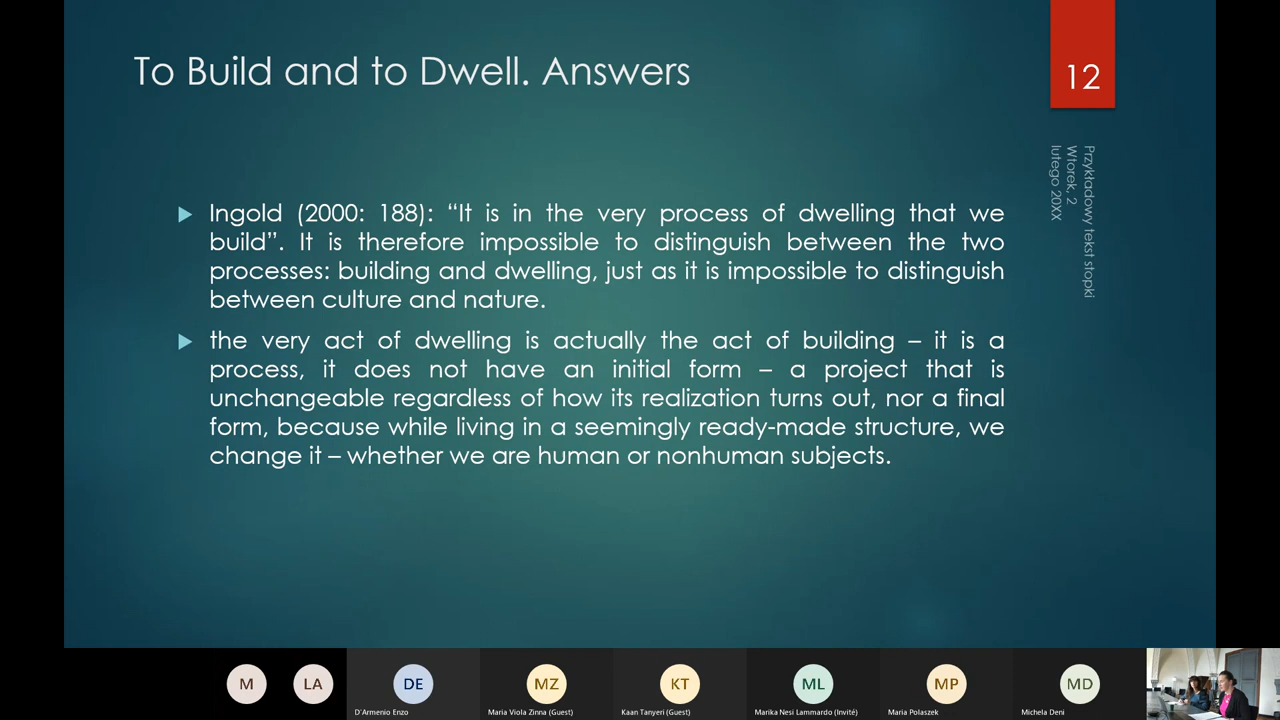 To Build and to Dwell. Answers
12
Przykładowy tekst stopki
Wtorek, 2
lutego 20XX
Ingold (2000: 188): “It is in the very process of dwelling that we
build”. It is therefore impossible to distinguish between the two
processes: building and dwelling, just as it is impossible to distinguish
between culture and nature.
the very act of dwelling is actually the act of building – it is a
process, it does not have an initial form – a project that is
unchangeable regardless of how its realization turns out, nor a final
form, because while living in a seemingly ready-made structure, we
change it – whether we are human or nonhuman subjects.
M
LA
DE
MZ
KT
ML
MP
MD
D'Armenio Enzo
Maria Viola Zinna (Guest)
Kaan Tanyeri (Guest)
Marika Nesi Lammardo (Invité)
Maria Polaszek
Michela Deni